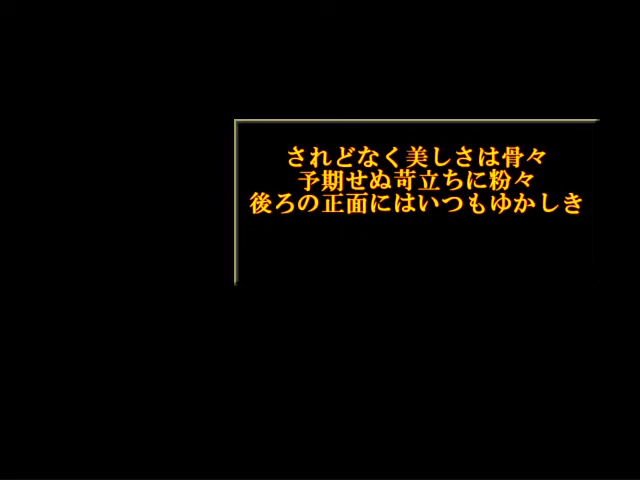 されどなく美しさは骨々
予期せぬ苛立ちに粉々
後ろの正面にはいつもゆかしき